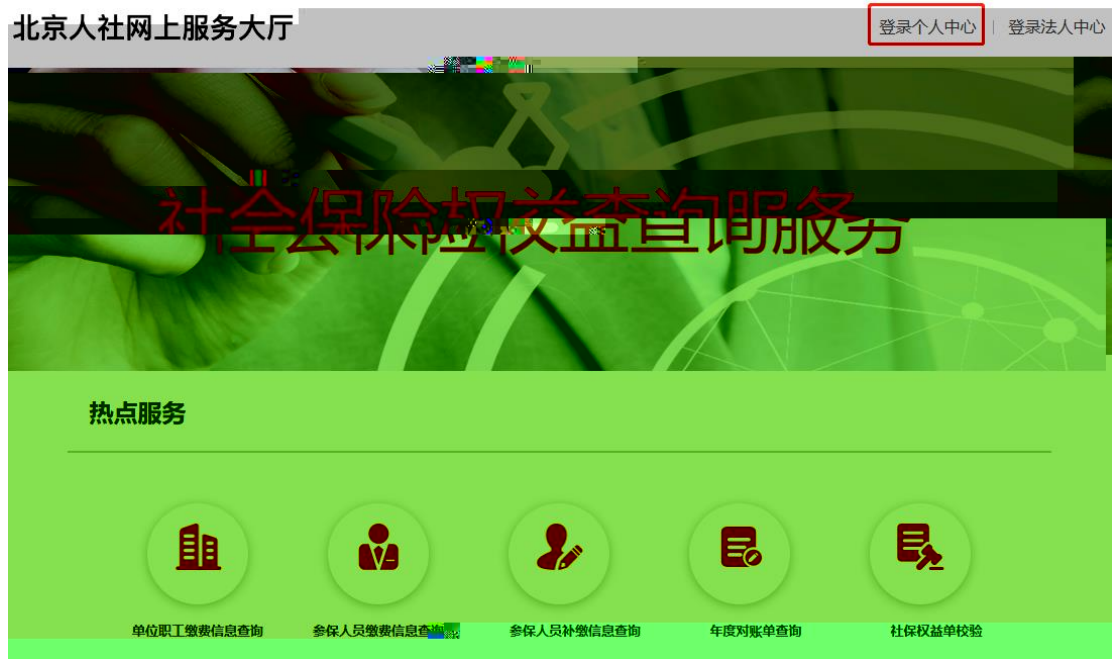 北京人社网上服务大厅
登录个人中心 | 登录法人中心
社会保险权益查询服务
热点服务
单位职工缴费信息查询 参保人员缴费信息查询 参保人员补缴信息查询 年度对账单查询 社保权益单校验